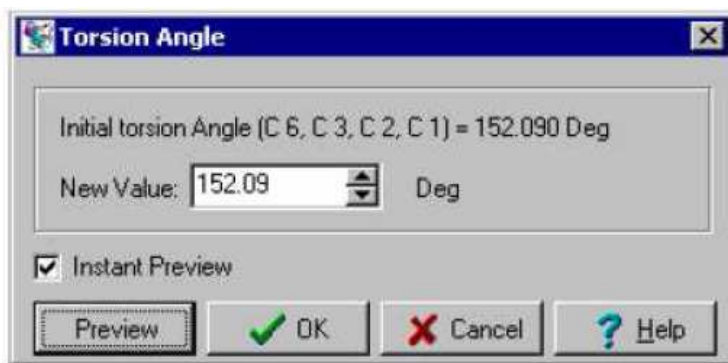 Torsion Angle
Initial torsion Angle (C 6, C 3, C 2, C 1) = 152.090 Deg
New Value: 152.09 Deg
Instant Preview
Preview OK Cancel Help